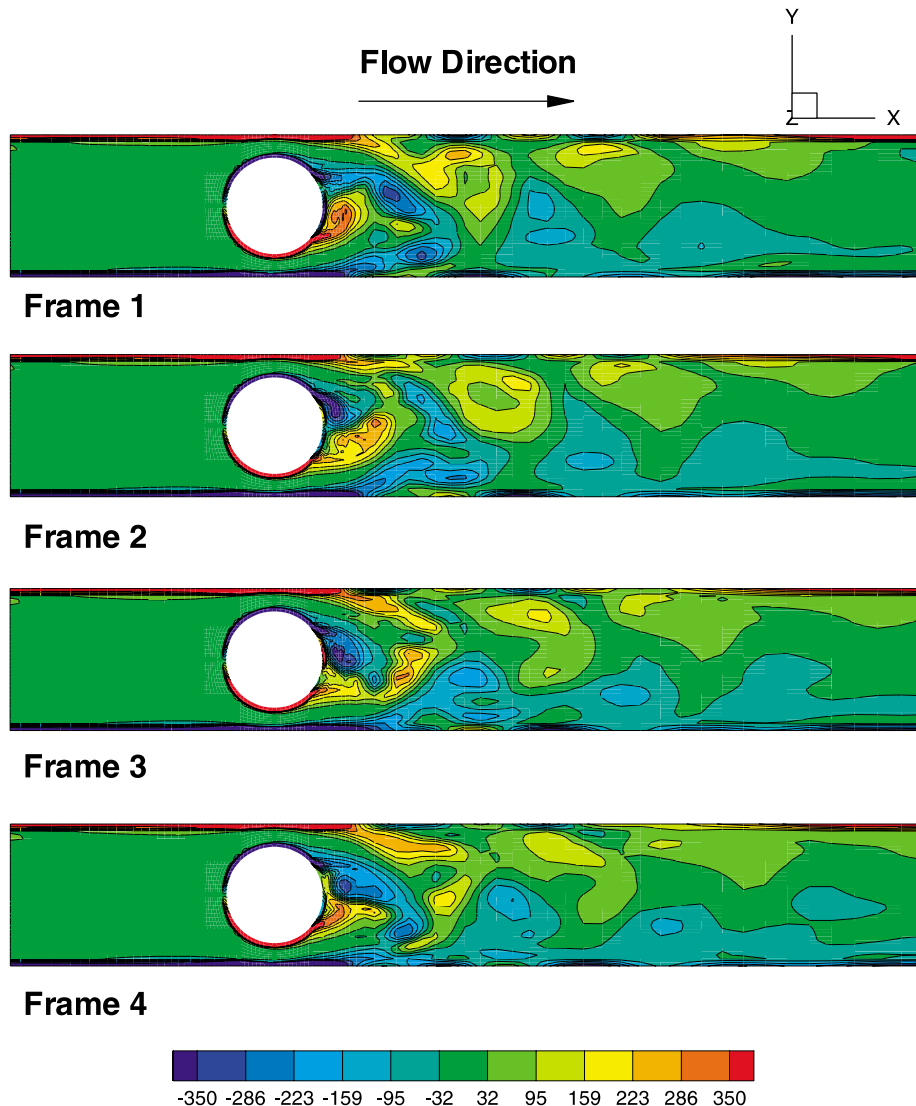 Y
Flow Direction
Z
X
Frame 1
Frame 2
Frame 3
Frame 4
-350 -286 -223 -159 -95 -32 32 95 159 223 286 350